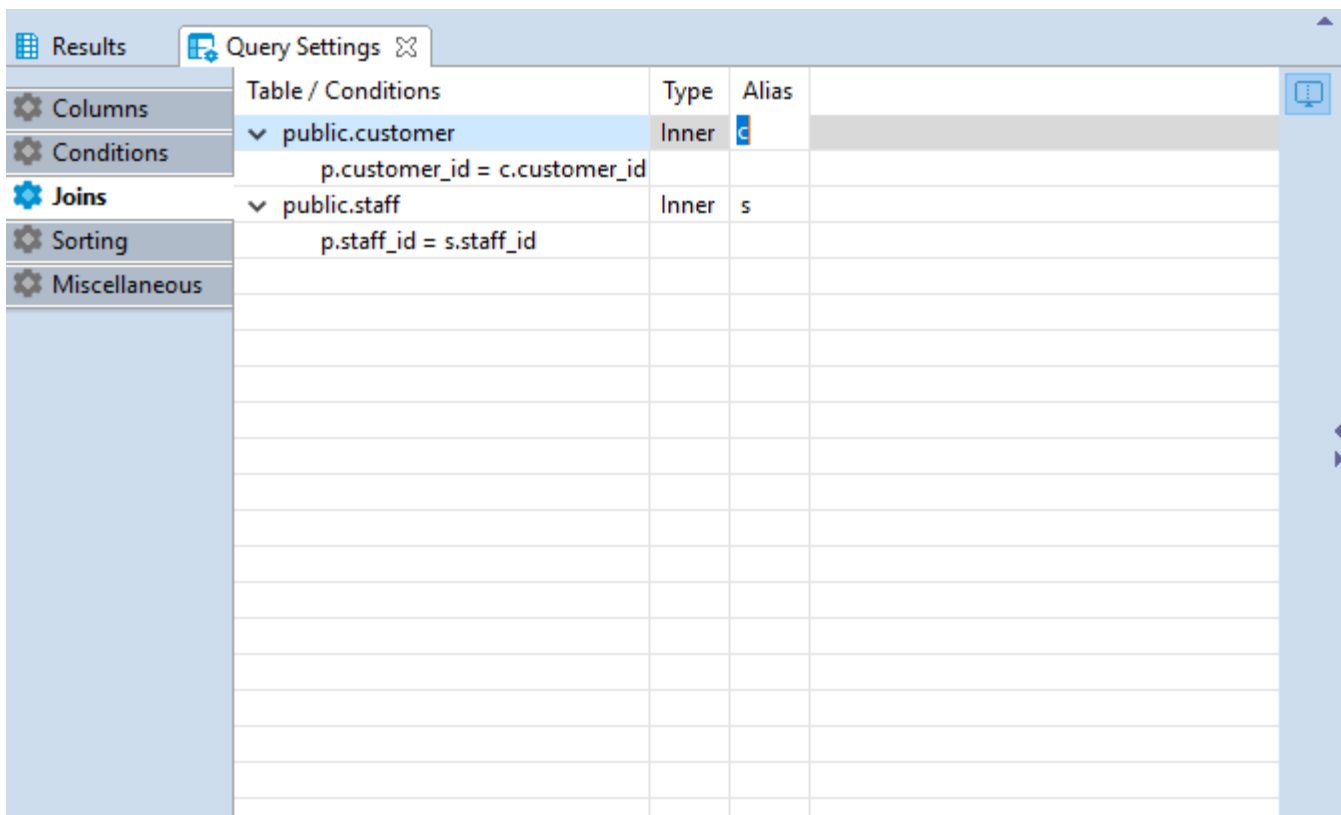 Results Query Settings
Columns
Conditions
Joins
Sorting
Miscellaneous
Table / Conditions Type Alias
public.customer Inner c
p.customer_id = c.customer_id
public.staff Inner s
p.staff_id = s.staff_id